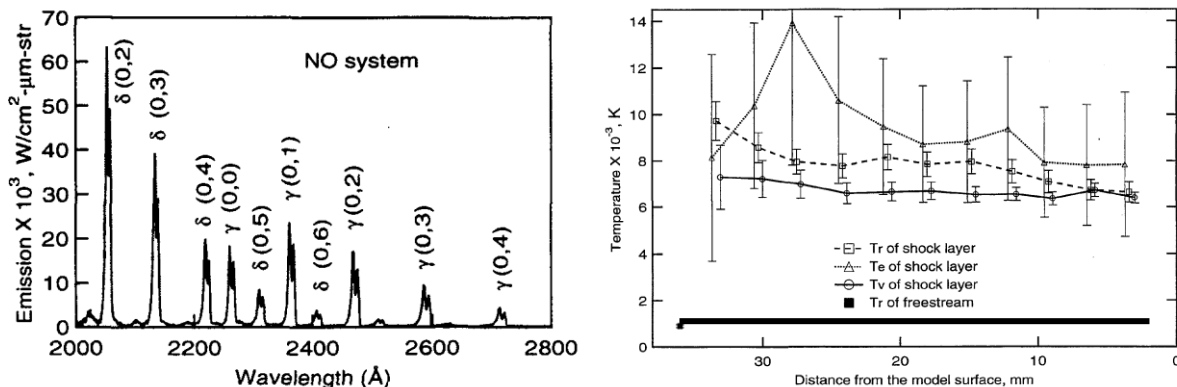 Emission X 10³, W/cm²-μm-str
70
60
50
40
30
20
10
0
NO system
δ (0,2)
δ (0,3)
δ (0,4)
γ (0,0)
δ (0,5)
γ (0,1)
δ (0,6)
γ (0,2)
γ (0,3)
γ (0,4)
2000
2200
2400
2600
2800
Wavelength (Å)
Temperature X 10⁻³, K
14
12
10
8
6
4
2
0
Tr of shock layer
Te of shock layer
Tv of shock layer
Tr of freestream
30
20
10
0
Distance from the model surface, mm